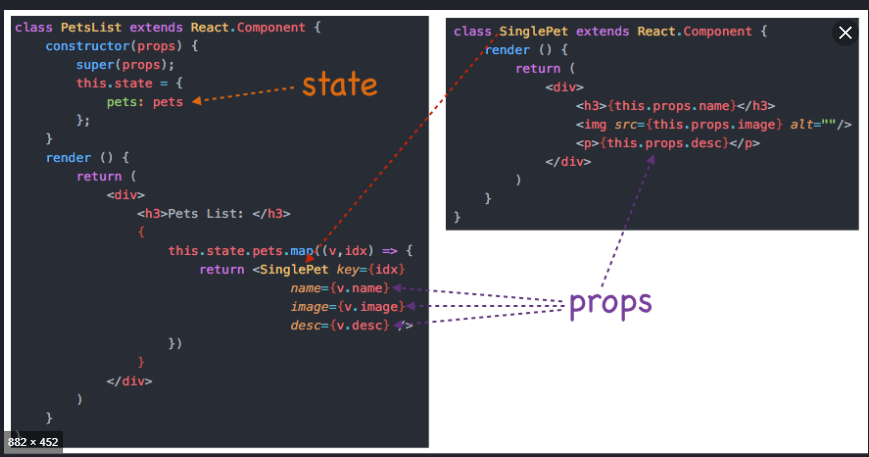 class PetsList extends React.Component {
constructor(props) {
super(props);
this.state = {
pets: pets
};
}
render () {
return (
<div>
<h3>Pets List: </h3>
{
this.state.pets.map((v,idx) => {
return <SinglePet key={idx}
name={v.name}
image={v.image}
desc={v.desc} />
})
}
</div>
)
}
}
882 × 452
state
class SinglePet extends React.Component {
render () {
return (
<div>
<h3>{this.props.name}</h3>
<img src={this.props.image} alt=""/>
<p>{this.props.desc}</p>
</div>
)
}
}
props